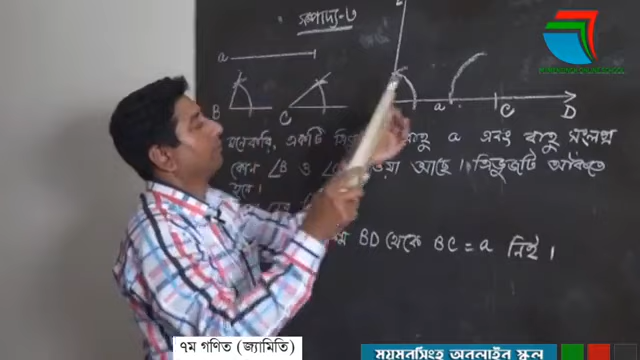 সম্পাদ্য-৩
a
B
C
a
C
D
মনেকরি, একটি বাহু a এবং বাহু সংলগ্ন
কোন ∠B ও আছে। ত্রিভুজটি আঁকতে
হবে।
BD থেকে BC = a নিই।
৭ম গণিত (জ্যামিতি)
ময়মনসিংহ অনলাইন স্কুল